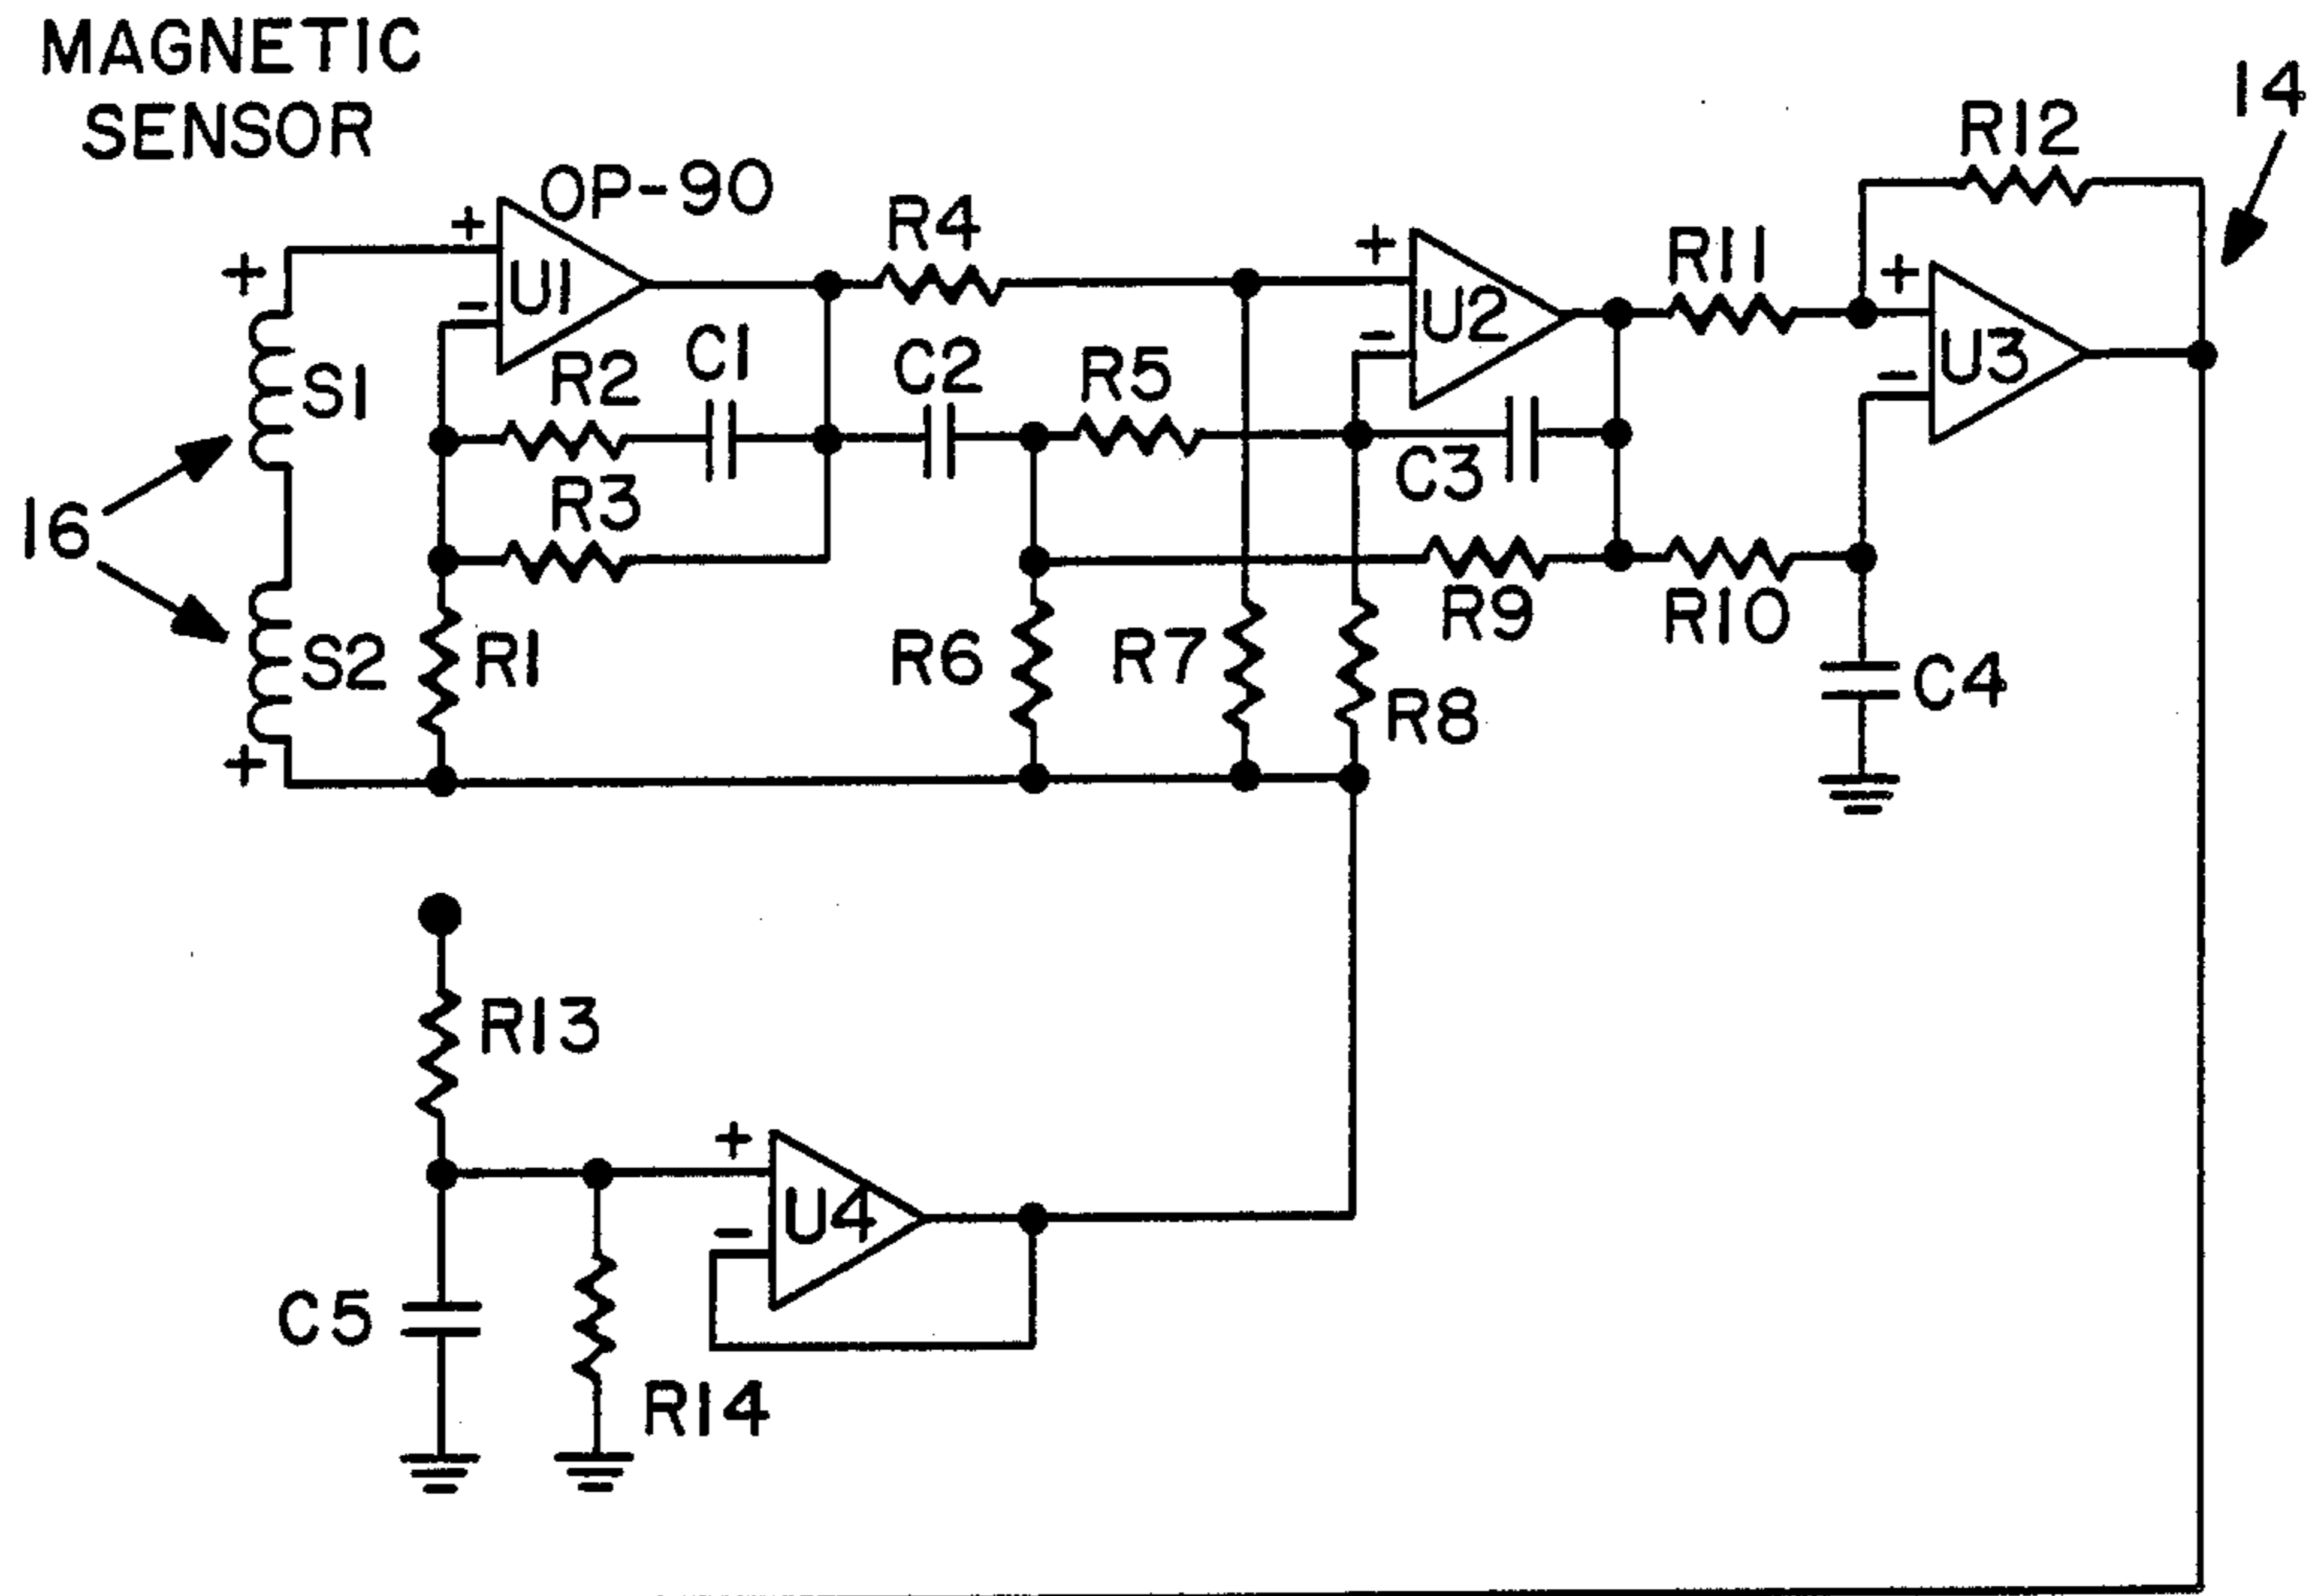 MAGNETIC
SENSOR
14
R12
OP-90
R4
R11
+
+
+
+
U1
U2
U3
-
-
-
S1
R2
C1
C2
R5
C3
R3
16
R9
R10
S2
R1
R6
R7
R8
C4
+
R13
+
U4
-
C5
R14